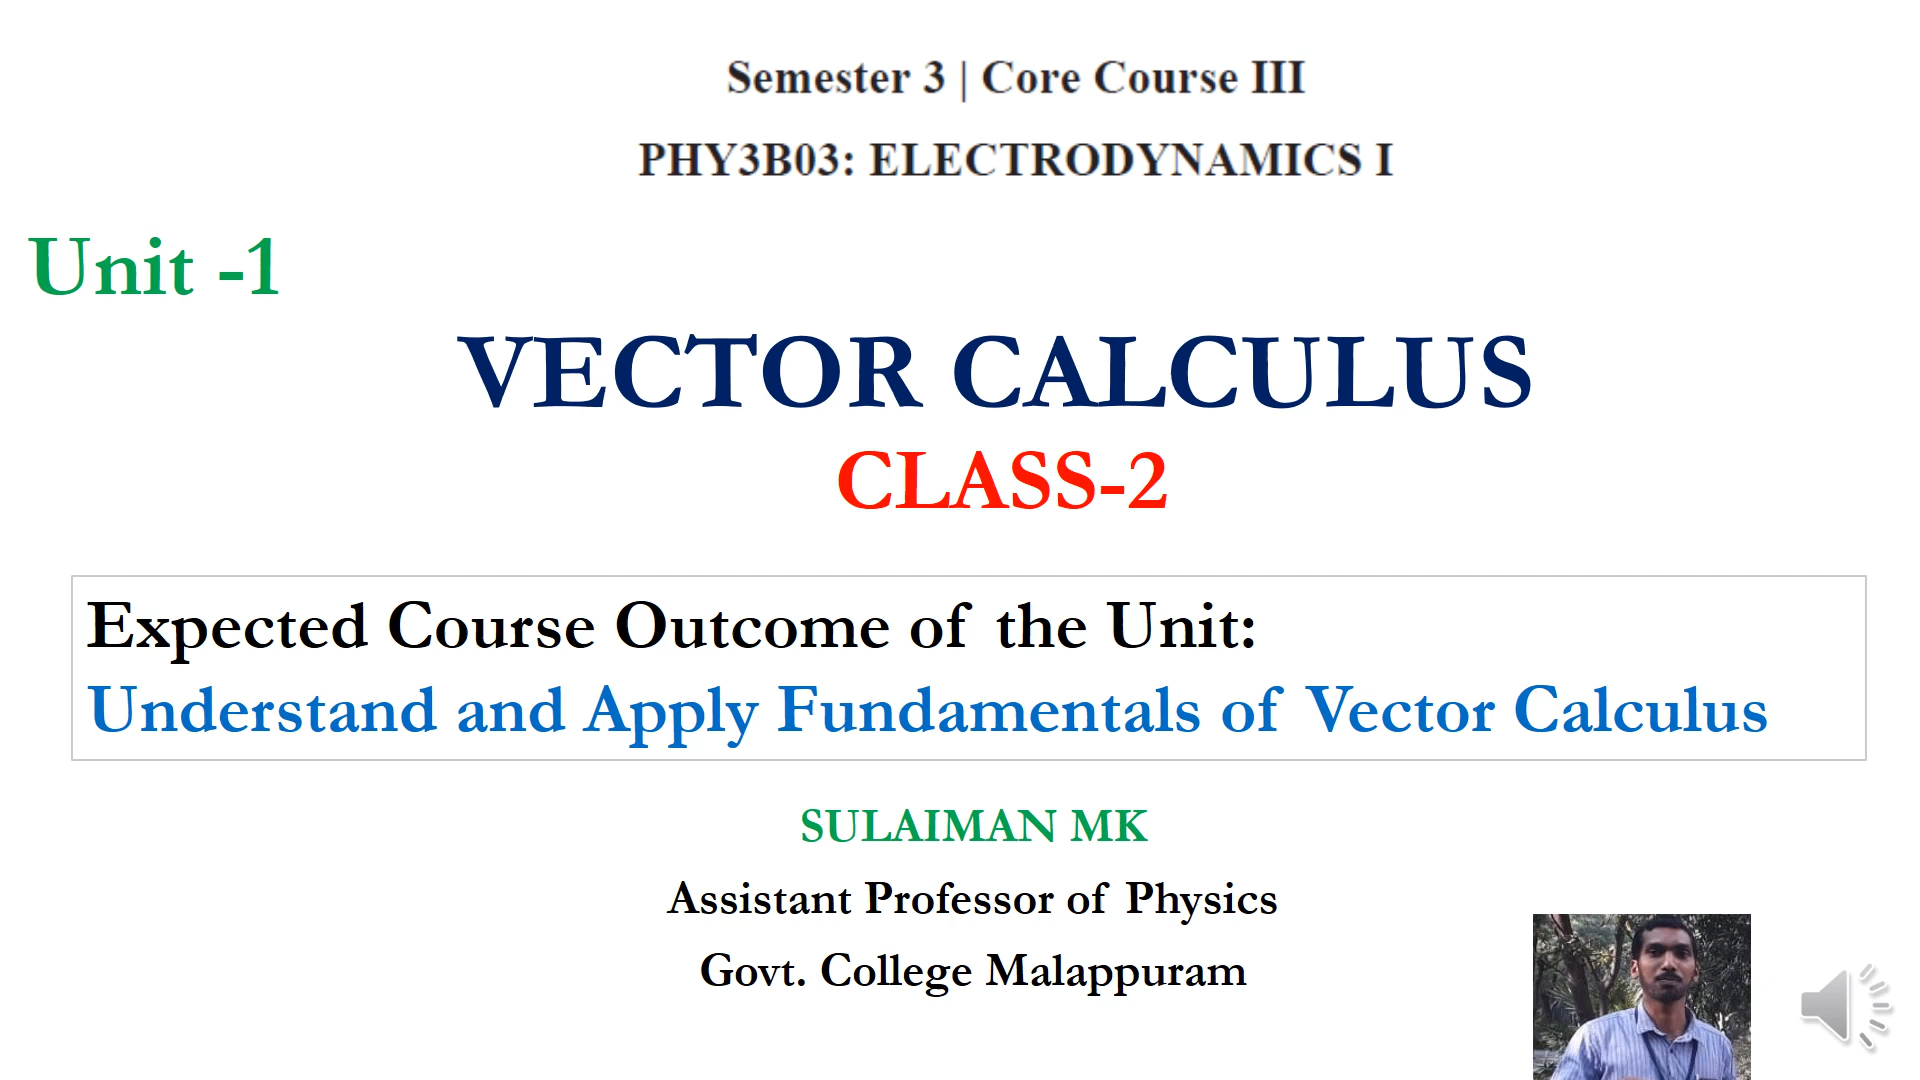 Semester 3 | Core Course III
PHY3B03: ELECTRODYNAMICS I
Unit -1
VECTOR CALCULUS
CLASS-2
Expected Course Outcome of the Unit:
Understand and Apply Fundamentals of Vector Calculus
SULAIMAN MK
Assistant Professor of Physics
Govt. College Malappuram